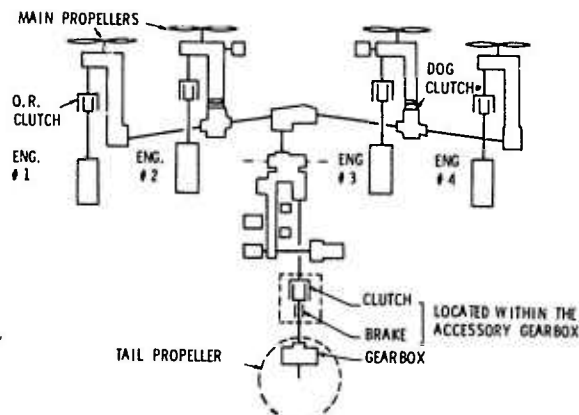 MAIN PROPELLERS
O.R.
CLUTCH
DOG
CLUTCH
ENG.
#1
ENG.
#2
ENG
#3
ENG
#4
CLUTCH
BRAKE
LOCATED WITHIN THE
ACCESSORY GEARBOX
TAIL PROPELLER
GEARBOX